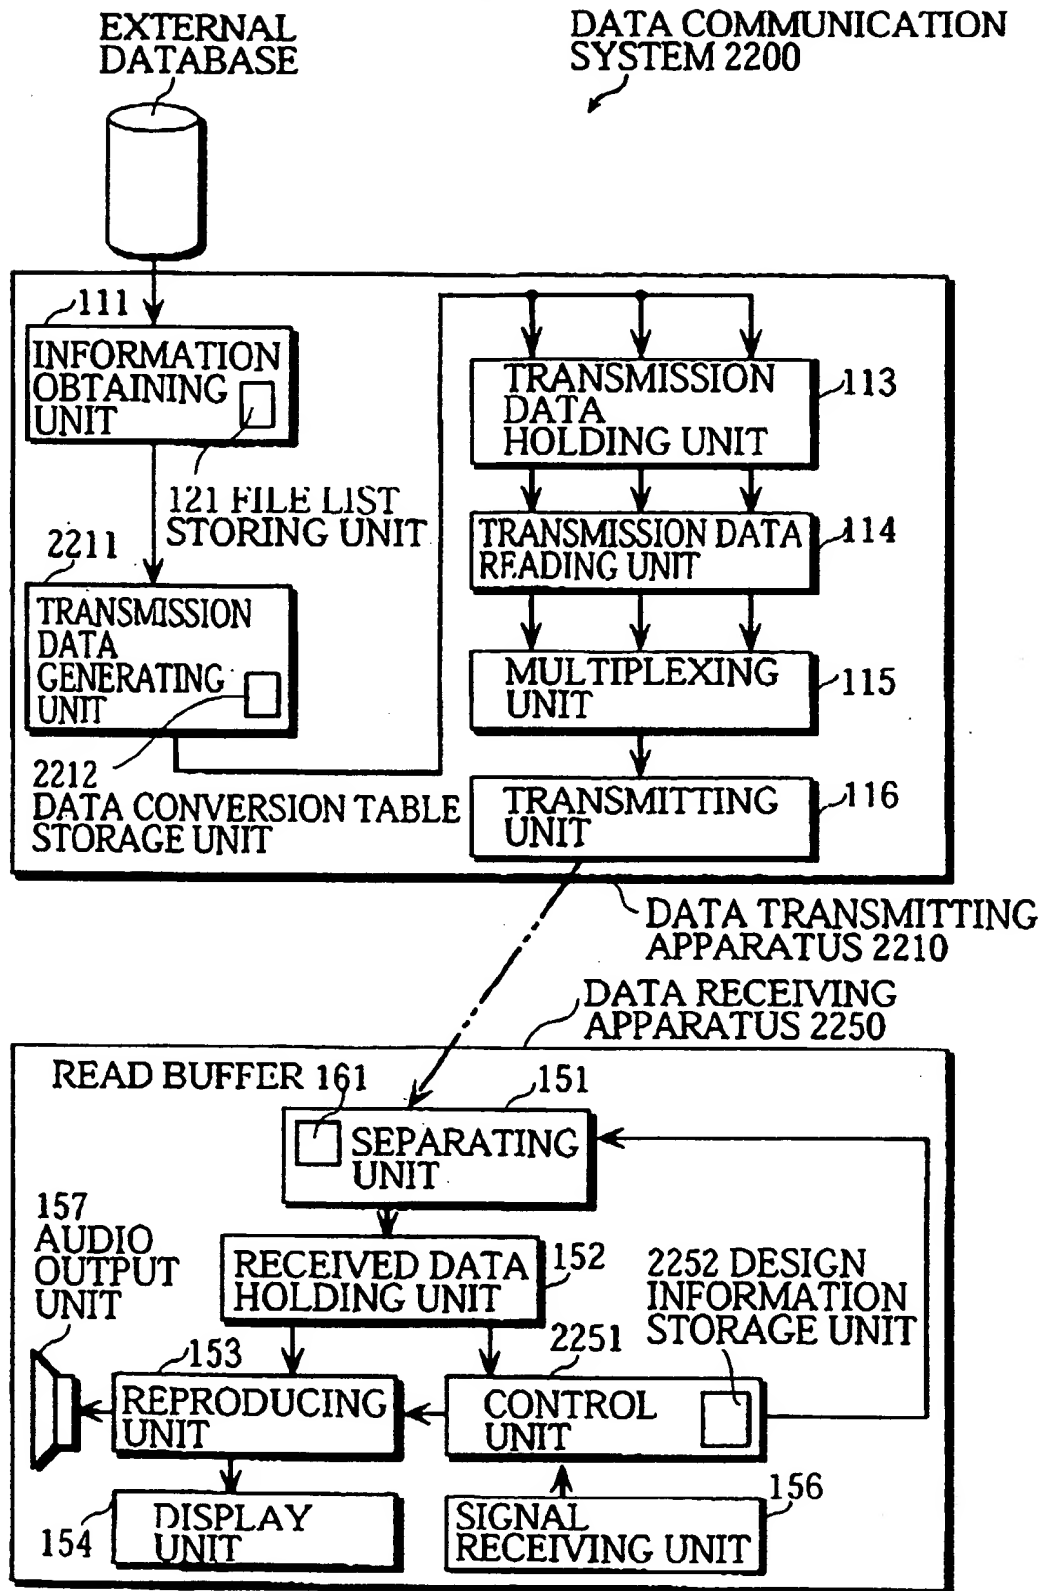 EXTERNAL
DATABASE
DATA COMMUNICATION
SYSTEM 2200
111
INFORMATION
OBTAINING
UNIT
121 FILE LIST
STORING UNIT
2211
TRANSMISSION
DATA
GENERATING
UNIT
2212
DATA CONVERSION TABLE
STORAGE UNIT
TRANSMISSION
DATA
HOLDING UNIT
113
TRANSMISSION DATA
READING UNIT
114
MULTIPLEXING
UNIT
115
TRANSMITTING
UNIT
116
DATA TRANSMITTING
APPARATUS 2210
DATA RECEIVING
APPARATUS 2250
READ BUFFER 161
151
SEPARATING
UNIT
157
AUDIO
OUTPUT
UNIT
RECEIVED DATA
HOLDING UNIT
152
2252 DESIGN
INFORMATION
STORAGE UNIT
153
REPRODUCING
UNIT
2251
CONTROL
UNIT
154
DISPLAY
UNIT
SIGNAL
RECEIVING UNIT
156